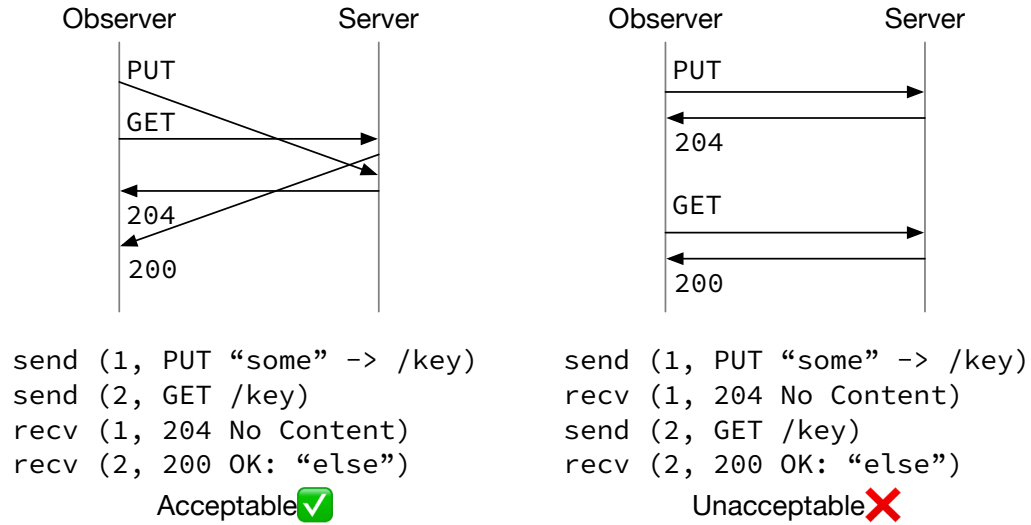 Observer Server
PUT
GET
204
200
send (1, PUT “some” -> /key)
send (2, GET /key)
recv (1, 204 No Content)
recv (2, 200 OK: “else”)
Acceptable✅
Observer Server
PUT
204
GET
200
send (1, PUT “some” -> /key)
recv (1, 204 No Content)
send (2, GET /key)
recv (2, 200 OK: “else”)
Unacceptable❌